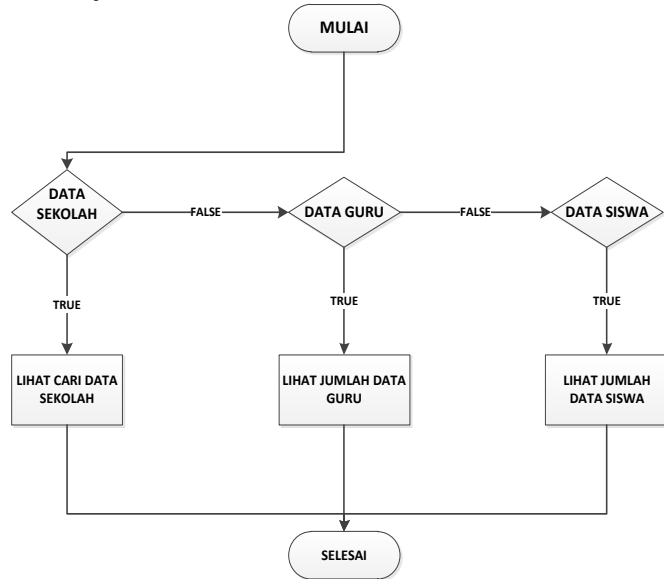 MULAI
DATA
SEKOLAH
FALSE
DATA GURU
FALSE
DATA SISWA
TRUE
TRUE
TRUE
LIHAT CARI DATA
SEKOLAH
LIHAT JUMLAH DATA
GURU
LIHAT JUMLAH
DATA SISWA
SELESAI